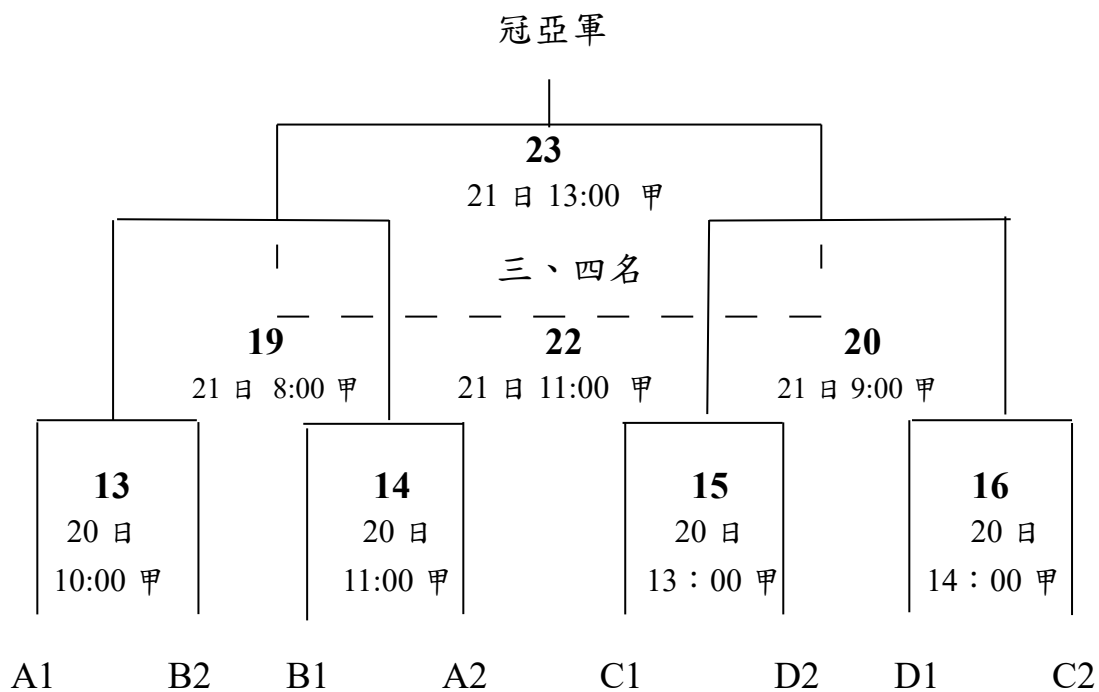 冠亞軍
23
21 日 13:00 甲
三、四名
19 22 20
21 日 8:00 甲 21 日 11:00 甲 21 日 9:00 甲
13 14 15 16
20 日 20 日 20 日 20 日
10:00 甲 11:00 甲 13：00 甲 14：00 甲
A1 B2 B1 A2 C1 D2 D1 C2